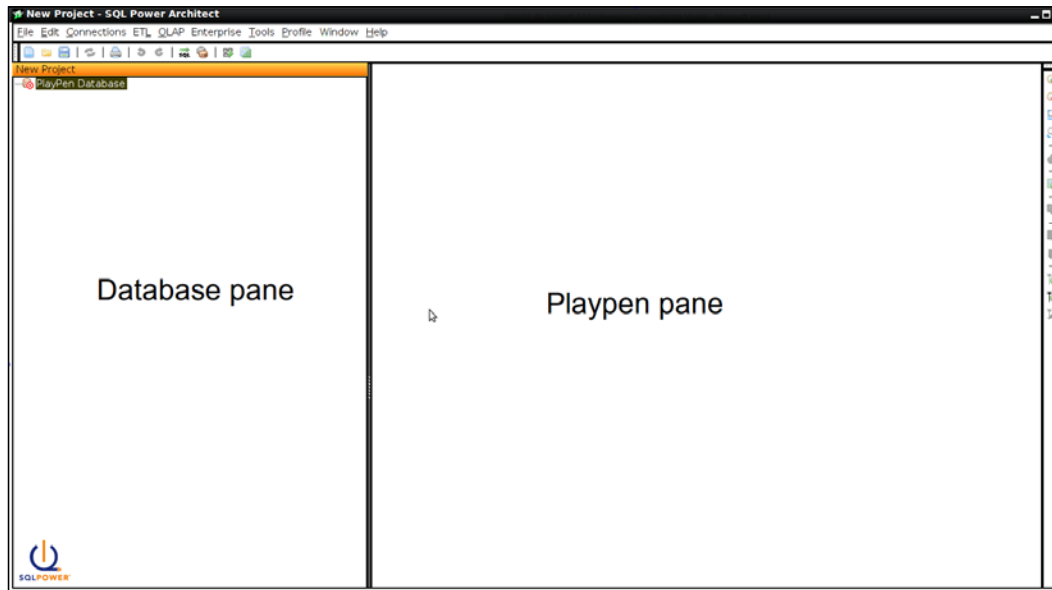 New Project - SQL Power Architect
File Edit Connections ETL OLAP Enterprise Tools Profile Window Help
SQL
New Project
PlayPen Database
Database pane
Playpen pane
SQLPOWER